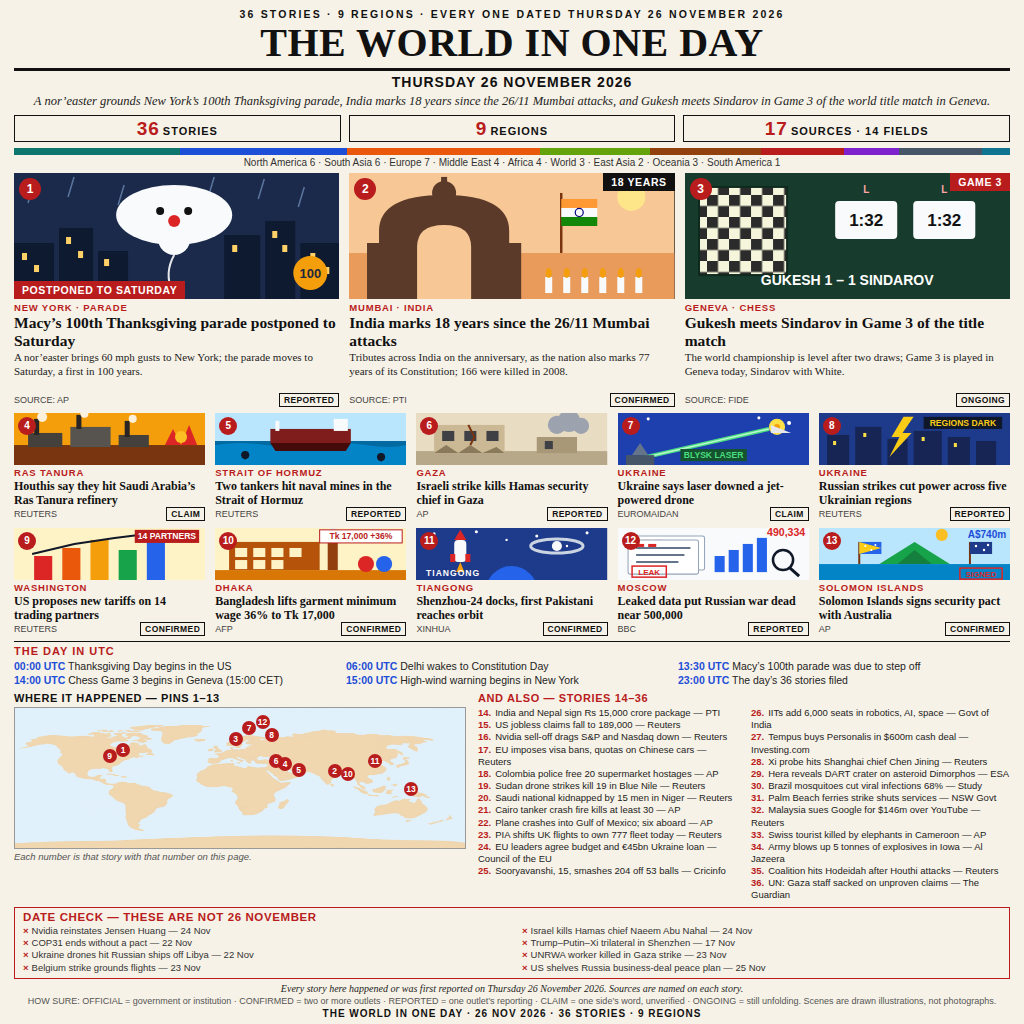 36 STORIES · 9 REGIONS · EVERY ONE DATED THURSDAY 26 NOVEMBER 2026
THE WORLD IN ONE DAY
THURSDAY 26 NOVEMBER 2026
A nor’easter grounds New York’s 100th Thanksgiving parade, India marks 18 years since the 26/11 Mumbai attacks, and Gukesh meets Sindarov in Game 3 of the world title match in Geneva.
36 STORIES
9 REGIONS
17 SOURCES · 14 FIELDS
North America 6 · South Asia 6 · Europe 7 · Middle East 4 · Africa 4 · World 3 · East Asia 2 · Oceania 3 · South America 1
1
100
POSTPONED TO SATURDAY
NEW YORK · PARADE
Macy’s 100th Thanksgiving parade postponed to
Saturday
A nor’easter brings 60 mph gusts to New York; the parade moves to
Saturday, a first in 100 years.
SOURCE: AP
REPORTED
2
18 YEARS
MUMBAI · INDIA
India marks 18 years since the 26/11 Mumbai
attacks
Tributes across India on the anniversary, as the nation also marks 77
years of its Constitution; 166 were killed in 2008.
SOURCE: PTI
CONFIRMED
3
GAME 3
L L
1:32 1:32
GUKESH 1 – 1 SINDAROV
GENEVA · CHESS
Gukesh meets Sindarov in Game 3 of the title
match
The world championship is level after two draws; Game 3 is played in
Geneva today, Sindarov with White.
SOURCE: FIDE
ONGOING
4
RAS TANURA
Houthis say they hit Saudi Arabia’s
Ras Tanura refinery
REUTERS
CLAIM
5
STRAIT OF HORMUZ
Two tankers hit naval mines in the
Strait of Hormuz
REUTERS
REPORTED
6
GAZA
Israeli strike kills Hamas security
chief in Gaza
AP
REPORTED
7
BLYSK LASER
UKRAINE
Ukraine says laser downed a jet-
powered drone
EUROMAIDAN
CLAIM
8
REGIONS DARK
UKRAINE
Russian strikes cut power across five
Ukrainian regions
REUTERS
REPORTED
9
14 PARTNERS
WASHINGTON
US proposes new tariffs on 14
trading partners
REUTERS
CONFIRMED
10
Tk 17,000 +36%
DHAKA
Bangladesh lifts garment minimum
wage 36% to Tk 17,000
AFP
CONFIRMED
11
TIANGONG
TIANGONG
Shenzhou-24 docks, first Pakistani
reaches orbit
XINHUA
CONFIRMED
12
490,334
LEAK
MOSCOW
Leaked data put Russian war dead
near 500,000
BBC
REPORTED
13
A$740m
SIGNED
SOLOMON ISLANDS
Solomon Islands signs security pact
with Australia
AP
CONFIRMED
THE DAY IN UTC
00:00 UTC Thanksgiving Day begins in the US
06:00 UTC Delhi wakes to Constitution Day
13:30 UTC Macy’s 100th parade was due to step off
14:00 UTC Chess Game 3 begins in Geneva (15:00 CET)
15:00 UTC High-wind warning begins in New York
23:00 UTC The day’s 36 stories filed
WHERE IT HAPPENED — PINS 1–13
12
7
8
3
1
9
6
4
5
2
10
11
13
Each number is that story with that number on this page.
AND ALSO — STORIES 14–36
14. India and Nepal sign Rs 15,000 crore package — PTI
15. US jobless claims fall to 189,000 — Reuters
16. Nvidia sell-off drags S&P and Nasdaq down — Reuters
17. EU imposes visa bans, quotas on Chinese cars —
Reuters
18. Colombia police free 20 supermarket hostages — AP
19. Sudan drone strikes kill 19 in Blue Nile — Reuters
20. Saudi national kidnapped by 15 men in Niger — Reuters
21. Cairo tanker crash fire kills at least 30 — AP
22. Plane crashes into Gulf of Mexico; six aboard — AP
23. PIA shifts UK flights to own 777 fleet today — Reuters
24. EU leaders agree budget and €45bn Ukraine loan —
Council of the EU
25. Sooryavanshi, 15, smashes 204 off 53 balls — Cricinfo
26. IITs add 6,000 seats in robotics, AI, space — Govt of
India
27. Tempus buys Personalis in $600m cash deal —
Investing.com
28. Xi probe hits Shanghai chief Chen Jining — Reuters
29. Hera reveals DART crater on asteroid Dimorphos — ESA
30. Brazil mosquitoes cut viral infections 68% — Study
31. Palm Beach ferries strike shuts services — NSW Govt
32. Malaysia sues Google for $146m over YouTube —
Reuters
33. Swiss tourist killed by elephants in Cameroon — AP
34. Army blows up 5 tonnes of explosives in Iowa — Al
Jazeera
35. Coalition hits Hodeidah after Houthi attacks — Reuters
36. UN: Gaza staff sacked on unproven claims — The
Guardian
DATE CHECK — THESE ARE NOT 26 NOVEMBER
× Nvidia reinstates Jensen Huang — 24 Nov
× COP31 ends without a pact — 22 Nov
× Ukraine drones hit Russian ships off Libya — 22 Nov
× Belgium strike grounds flights — 23 Nov
× Israel kills Hamas chief Naeem Abu Nahal — 24 Nov
× Trump–Putin–Xi trilateral in Shenzhen — 17 Nov
× UNRWA worker killed in Gaza strike — 23 Nov
× US shelves Russia business-deal peace plan — 25 Nov
Every story here happened or was first reported on Thursday 26 November 2026. Sources are named on each story.
HOW SURE: OFFICIAL = government or institution · CONFIRMED = two or more outlets · REPORTED = one outlet’s reporting · CLAIM = one side’s word, unverified · ONGOING = still unfolding. Scenes are drawn illustrations, not photographs.
THE WORLD IN ONE DAY · 26 NOV 2026 · 36 STORIES · 9 REGIONS